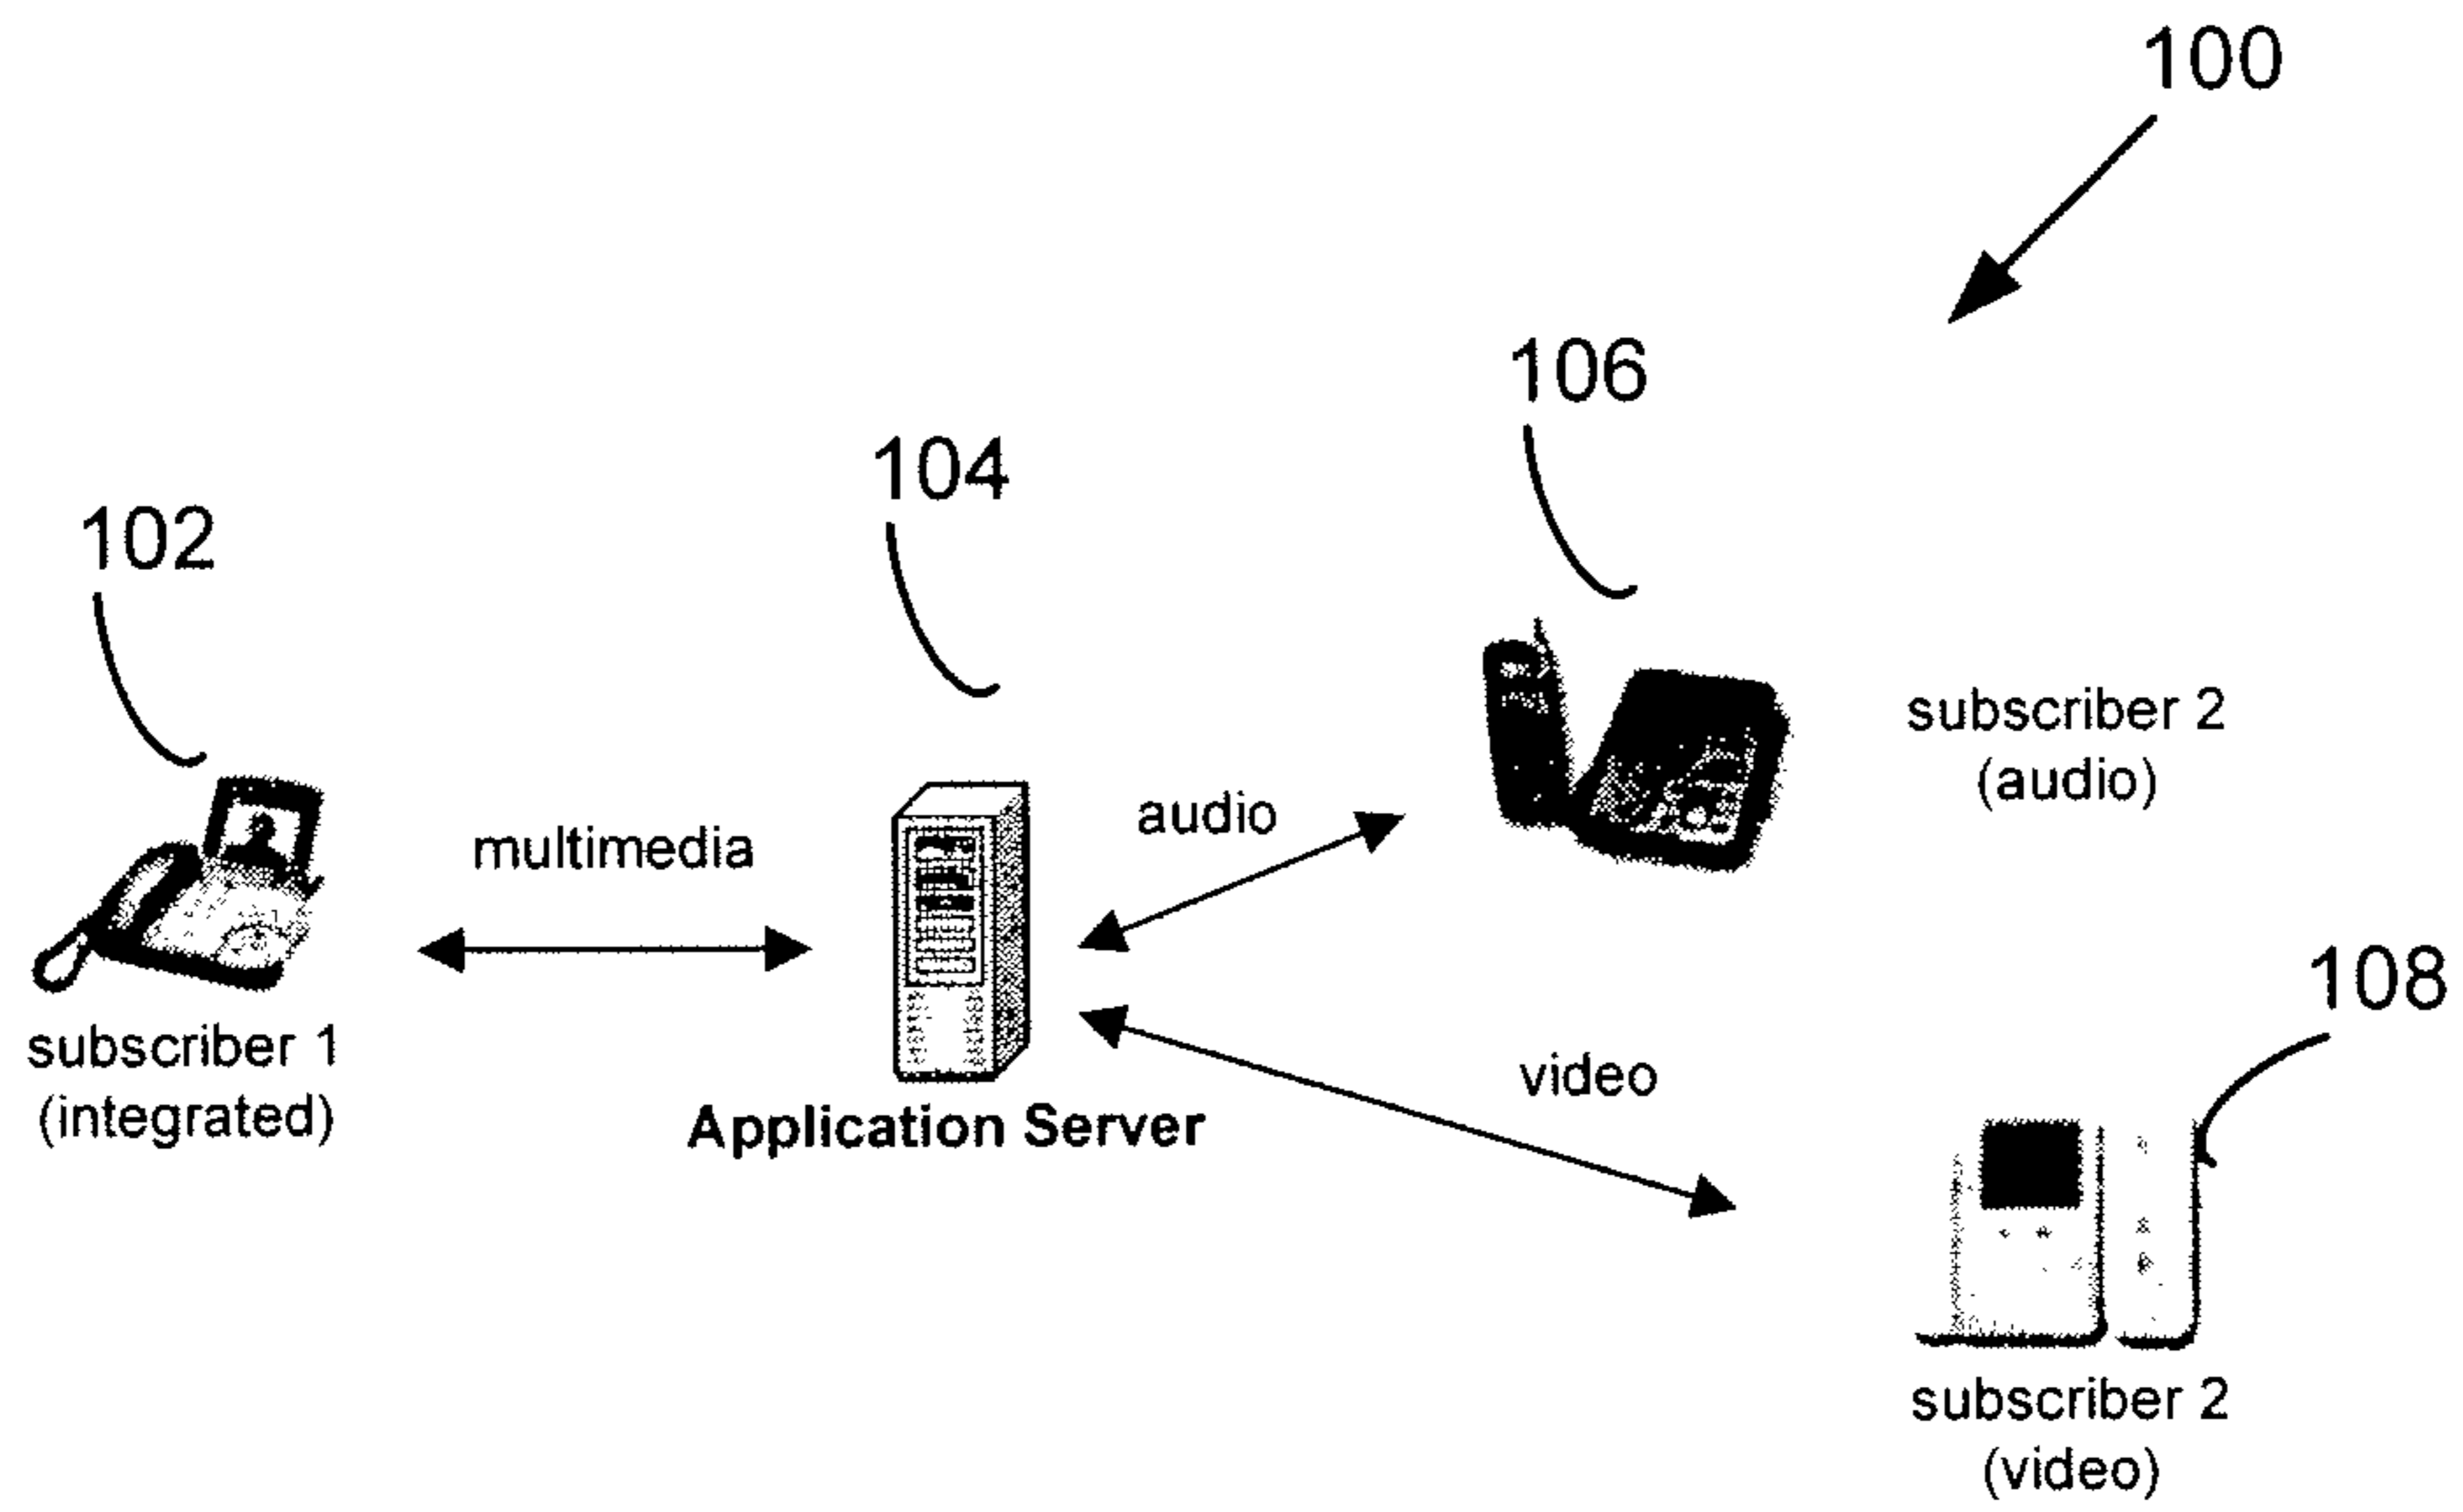 100
106
104
102
subscriber 2
(audio)
audio
multimedia
108
subscriber 1
(integrated)
video
Application Server
subscriber 2
(video)